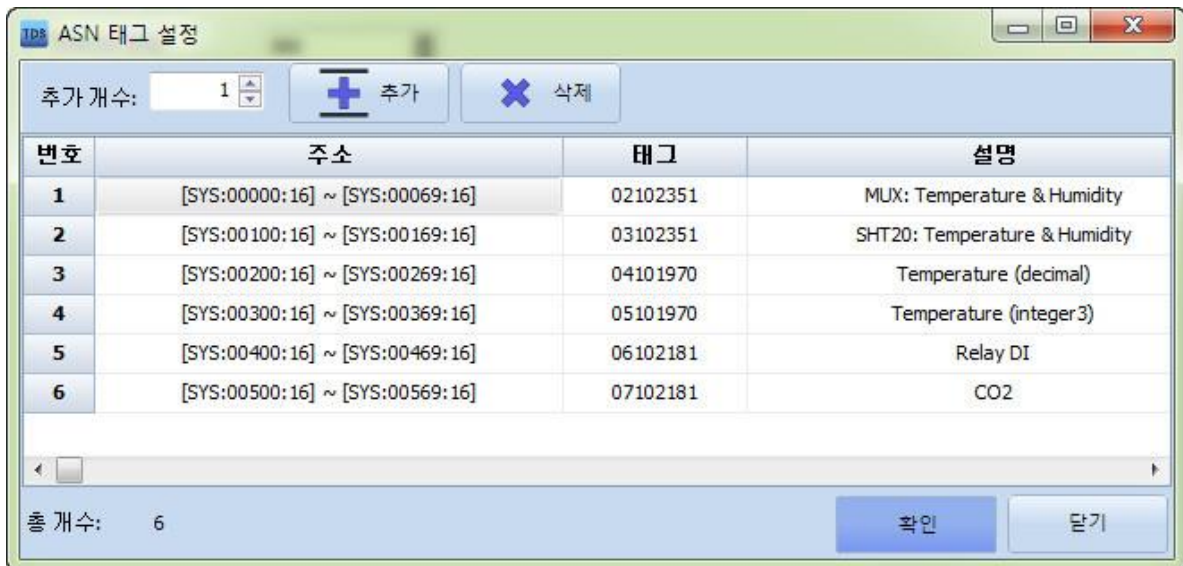 TDS ASN 태그 설정
추가 개수: 1 추가 삭제
번호 주소 태그 설명
1 [SYS:00000:16] ~ [SYS:00069:16] 02102351 MUX: Temperature & Humidity
2 [SYS:00100:16] ~ [SYS:00169:16] 03102351 SHT20: Temperature & Humidity
3 [SYS:00200:16] ~ [SYS:00269:16] 04101970 Temperature (decimal)
4 [SYS:00300:16] ~ [SYS:00369:16] 05101970 Temperature (integer3)
5 [SYS:00400:16] ~ [SYS:00469:16] 06102181 Relay DI
6 [SYS:00500:16] ~ [SYS:00569:16] 07102181 CO2
총 개수: 6 확인 닫기